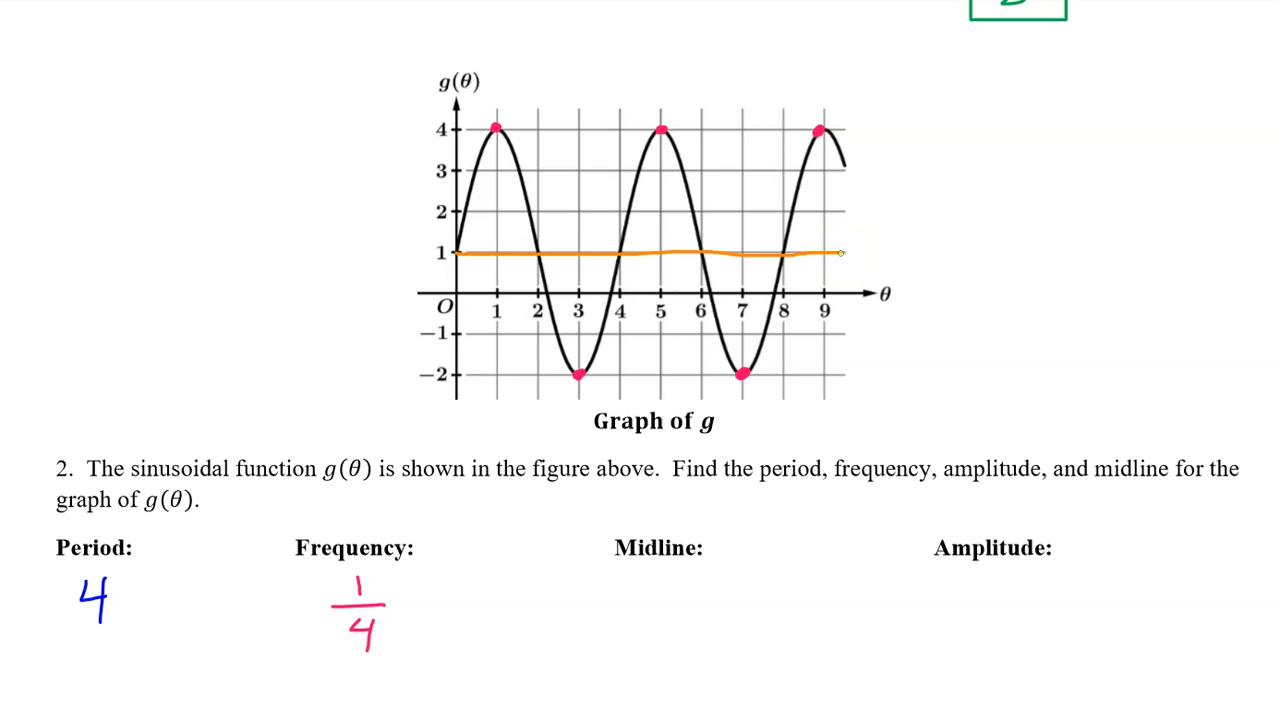 g(θ)
4
3
2
1
O 1 2 3 4 5 6 7 8 9 θ
−1
−2
Graph of g
2. The sinusoidal function g(θ) is shown in the figure above. Find the period, frequency, amplitude, and midline for the
graph of g(θ).
Period: Frequency: Midline: Amplitude:
4 1/4